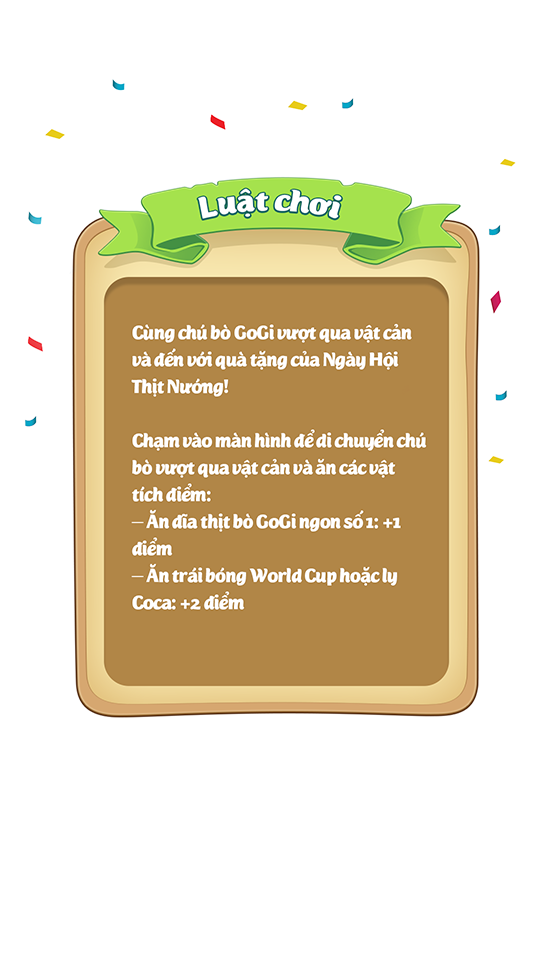 Luật chơi
Cùng chú bò GoGi vượt qua vật cản
và đến với quà tặng của Ngày Hội
Thịt Nướng!
Chạm vào màn hình để di chuyển chú
bò vượt qua vật cản và ăn các vật
tích điểm:
– Ăn đĩa thịt bò GoGi ngon số 1: +1
điểm
– Ăn trái bóng World Cup hoặc ly
Coca: +2 điểm